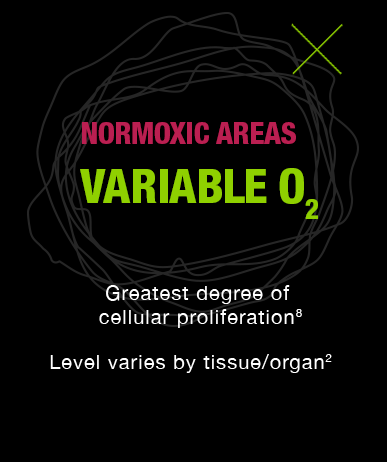 NORMOXIC AREAS
VARIABLE O₂
Greatest degree of
cellular proliferation⁸
Level varies by tissue/organ²